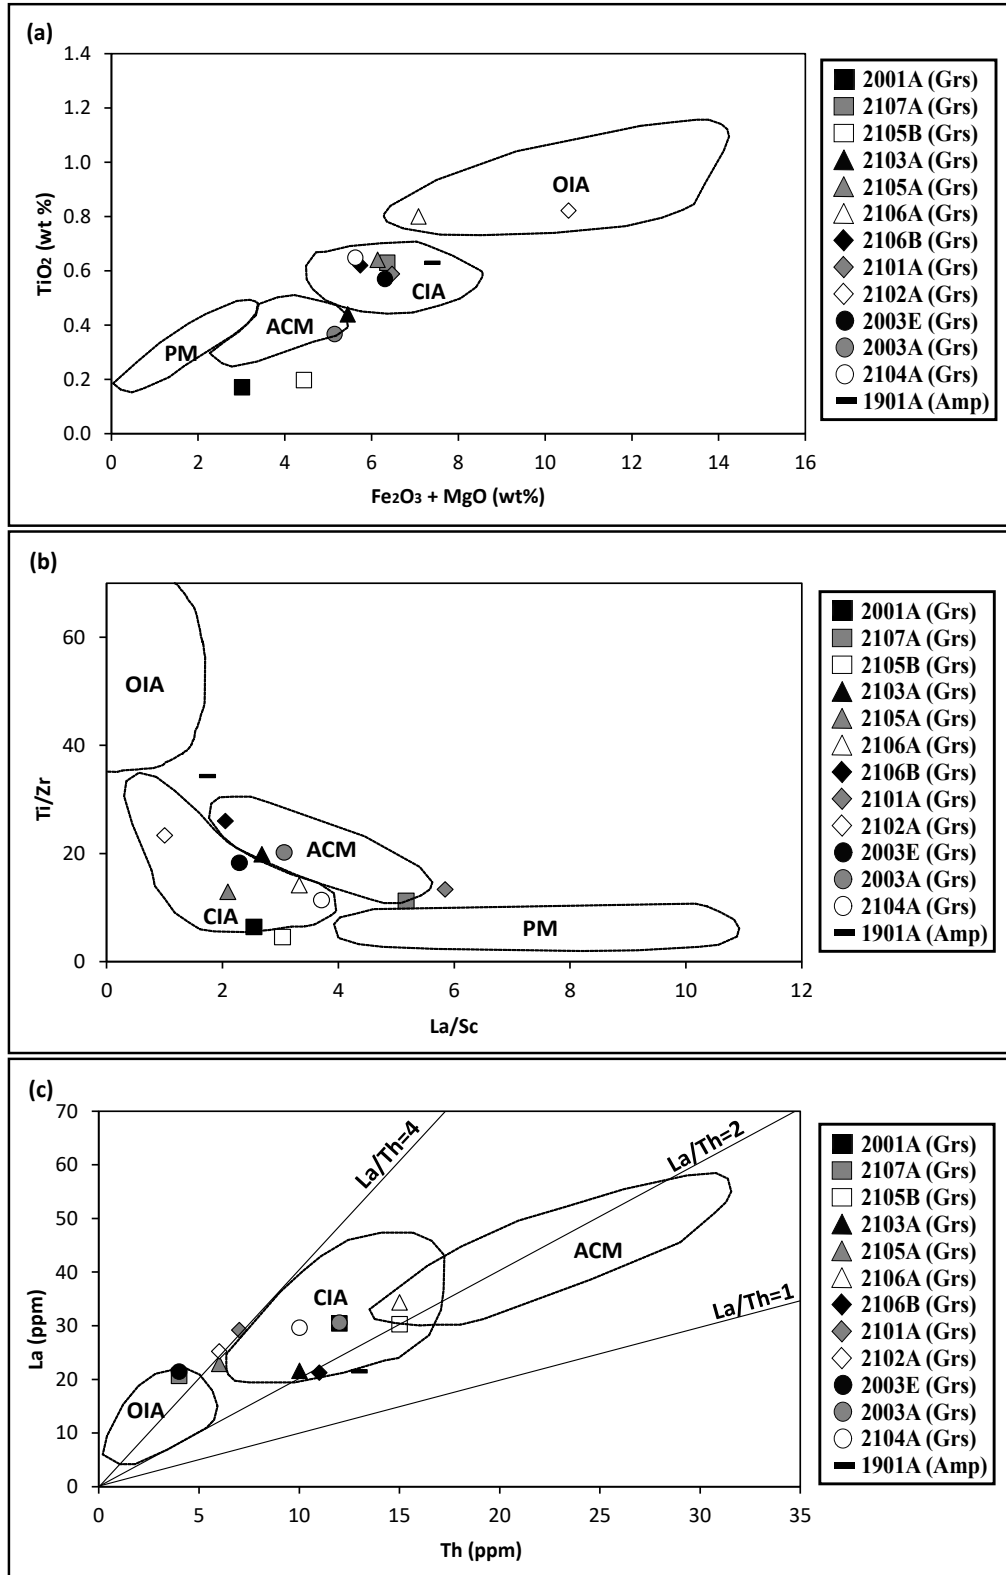 (a)
1.4
1.2
1.0
0.8
0.6
0.4
0.2
0.0
TiO2 (wt %)
OIA
CIA
ACM
PM
0 2 4 6 8 10 12 14 16
Fe2O3 + MgO (wt%)
2001A (Grs)
2107A (Grs)
2105B (Grs)
2103A (Grs)
2105A (Grs)
2106A (Grs)
2106B (Grs)
2101A (Grs)
2102A (Grs)
2003E (Grs)
2003A (Grs)
2104A (Grs)
1901A (Amp)
(b)
60
40
20
0
Ti/Zr
OIA
ACM
CIA
PM
0 2 4 6 8 10 12
La/Sc
2001A (Grs)
2107A (Grs)
2105B (Grs)
2103A (Grs)
2105A (Grs)
2106A (Grs)
2106B (Grs)
2101A (Grs)
2102A (Grs)
2003E (Grs)
2003A (Grs)
2104A (Grs)
1901A (Amp)
(c)
70
60
50
40
30
20
10
0
La (ppm)
La/Th=4
La/Th=2
La/Th=1
ACM
CIA
OIA
0 5 10 15 20 25 30 35
Th (ppm)
2001A (Grs)
2107A (Grs)
2105B (Grs)
2103A (Grs)
2105A (Grs)
2106A (Grs)
2106B (Grs)
2101A (Grs)
2102A (Grs)
2003E (Grs)
2003A (Grs)
2104A (Grs)
1901A (Amp)